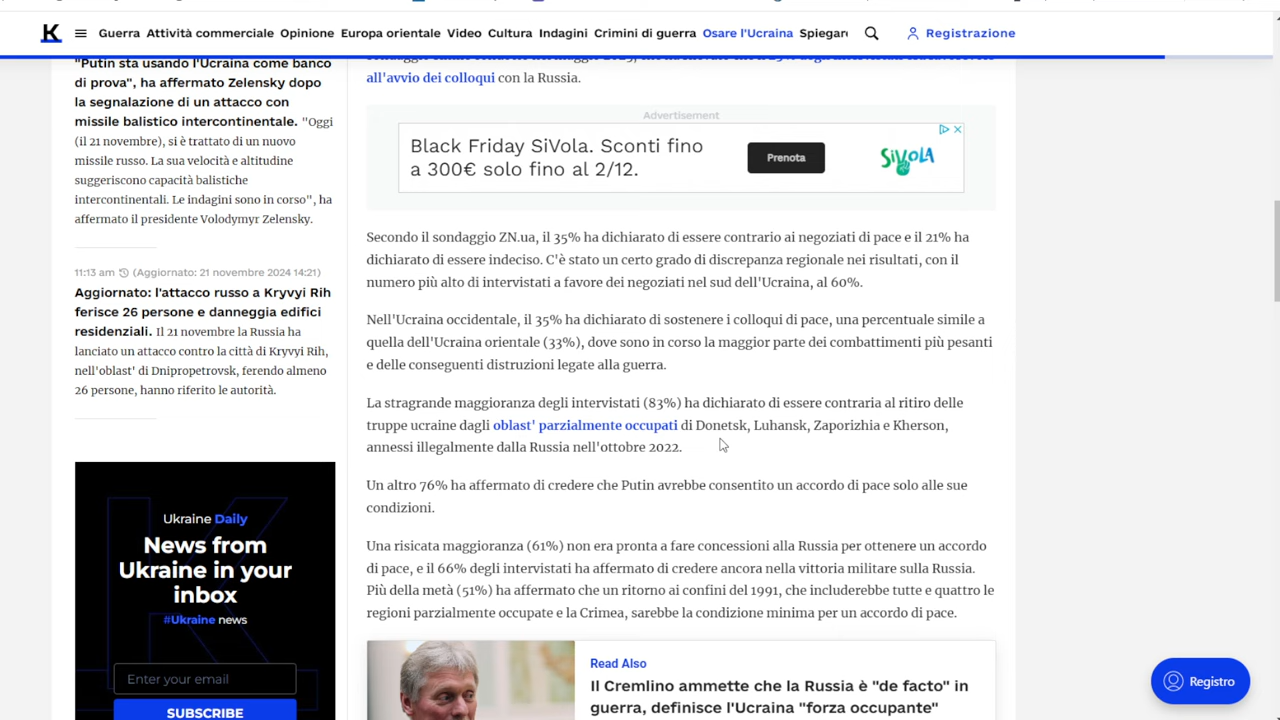 K
Guerra Attività commerciale Opinione Europa orientale Video Cultura Indagini Crimini di guerra Osare l'Ucraina Spiegare Registrazione
"Putin sta usando l'Ucraina come banco
di prova", ha affermato Zelensky dopo
la segnalazione di un attacco con
missile balistico intercontinentale. "Oggi
(il 21 novembre), si è trattato di un nuovo
missile russo. La sua velocità e altitudine
suggeriscono capacità balistiche
intercontinentali. Le indagini sono in corso", ha
affermato il presidente Volodymyr Zelensky.
11:13 am (Aggiornato: 21 novembre 2024 14:21)
Aggiornato: l'attacco russo a Kryvyi Rih
ferisce 26 persone e danneggia edifici
residenziali. Il 21 novembre la Russia ha
lanciato un attacco contro la città di Kryvyi Rih,
nell'oblast' di Dnipropetrovsk, ferendo almeno
26 persone, hanno riferito le autorità.
Ukraine Daily
News from
Ukraine in your
inbox
#Ukraine news
Enter your email
SUBSCRIBE
all'avvio dei colloqui con la Russia.
Advertisement
Black Friday SiVola. Sconti fino
a 300€ solo fino al 2/12.
Prenota
SiVOLA
Secondo il sondaggio ZN.ua, il 35% ha dichiarato di essere contrario ai negoziati di pace e il 21% ha
dichiarato di essere indeciso. C'è stato un certo grado di discrepanza regionale nei risultati, con il
numero più alto di intervistati a favore dei negoziati nel sud dell'Ucraina, al 60%.
Nell'Ucraina occidentale, il 35% ha dichiarato di sostenere i colloqui di pace, una percentuale simile a
quella dell'Ucraina orientale (33%), dove sono in corso la maggior parte dei combattimenti più pesanti
e delle conseguenti distruzioni legate alla guerra.
La stragrande maggioranza degli intervistati (83%) ha dichiarato di essere contraria al ritiro delle
truppe ucraine dagli oblast' parzialmente occupati di Donetsk, Luhansk, Zaporizhia e Kherson,
annessi illegalmente dalla Russia nell'ottobre 2022.
Un altro 76% ha affermato di credere che Putin avrebbe consentito un accordo di pace solo alle sue
condizioni.
Una risicata maggioranza (61%) non era pronta a fare concessioni alla Russia per ottenere un accordo
di pace, e il 66% degli intervistati ha affermato di credere ancora nella vittoria militare sulla Russia.
Più della metà (51%) ha affermato che un ritorno ai confini del 1991, che includerebbe tutte e quattro le
regioni parzialmente occupate e la Crimea, sarebbe la condizione minima per un accordo di pace.
Read Also
Il Cremlino ammette che la Russia è "de facto" in
guerra, definisce l'Ucraina "forza occupante"
Registro